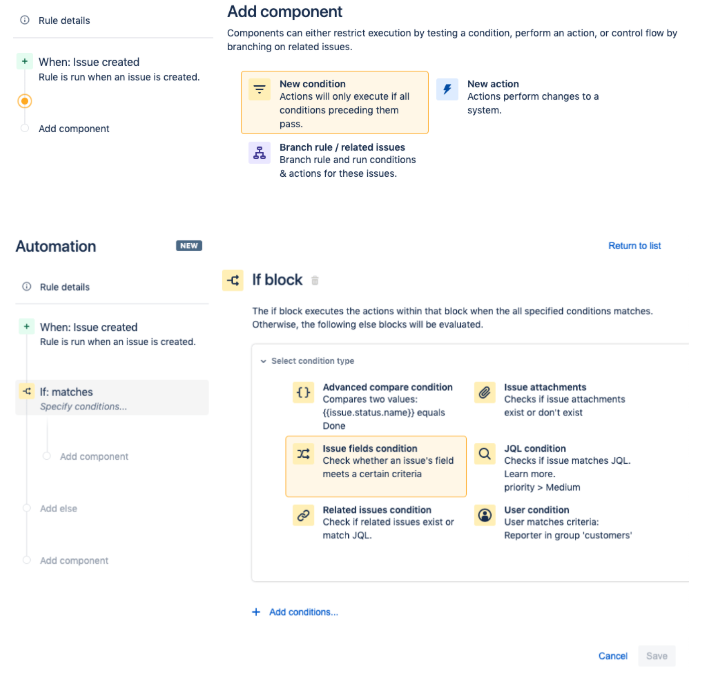 Rule details
When: Issue created
Rule is run when an issue is created.
Add component
Add component
Components can either restrict execution by testing a condition, perform an action, or control flow by
branching on related issues.
New condition
Actions will only execute if all
conditions preceding them
pass.
New action
Actions perform changes to a
system.
Branch rule / related issues
Branch rule and run conditions
& actions for these issues.
Automation
NEW
Return to list
Rule details
When: Issue created
Rule is run when an issue is created.
If: matches
Specify conditions...
Add component
Add else
Add component
If block
The if block executes the actions within that block when the all specified conditions matches.
Otherwise, the following else blocks will be evaluated.
Select condition type
Advanced compare condition
Compares two values:
{{issue.status.name}} equals
Done
Issue attachments
Checks if issue attachments
exist or don't exist
Issue fields condition
Check whether an issue's field
meets a certain criteria
JQL condition
Checks if issue matches JQL.
Learn more.
priority > Medium
Related issues condition
Check if related issues exist or
match JQL.
User condition
User matches criteria:
Reporter in group 'customers'
+ Add conditions...
Cancel
Save